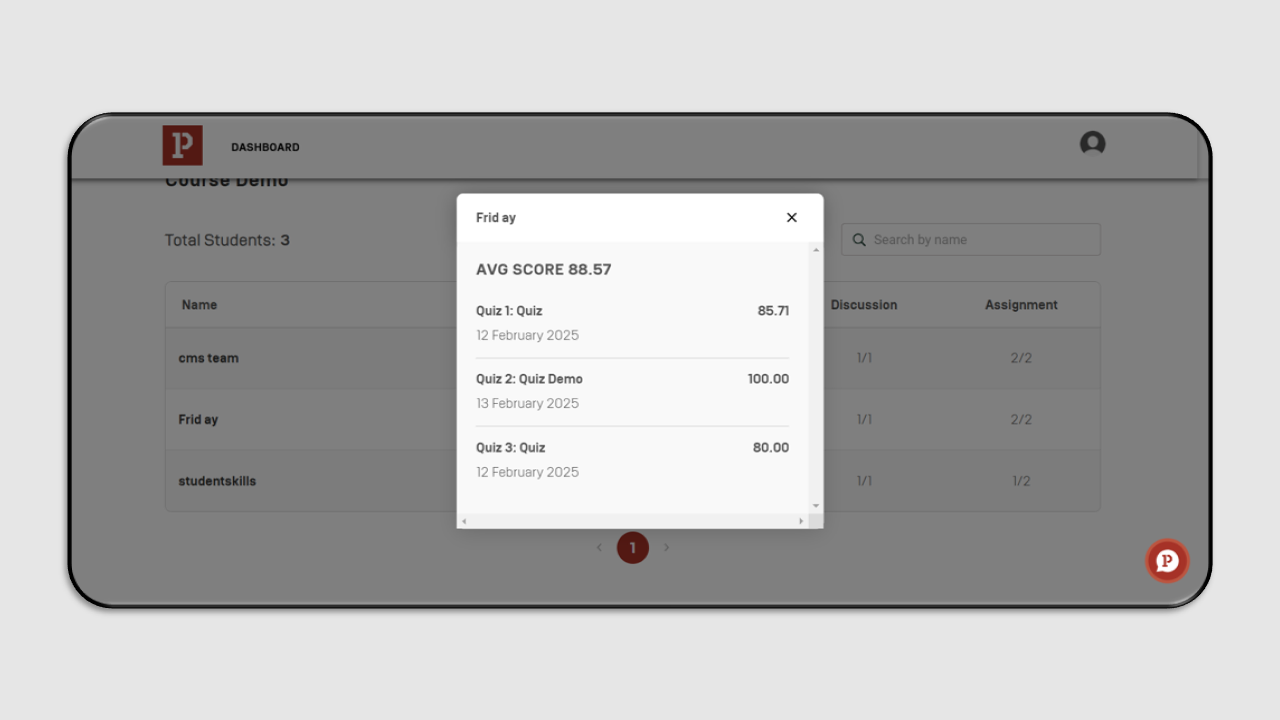 P
DASHBOARD
Course Demo
Total Students: 3
Search by name
Name
Discussion
Assignment
cms team
1/1
2/2
Frid ay
1/1
2/2
studentskills
1/1
1/2
Frid ay
AVG SCORE 88.57
Quiz 1: Quiz
85.71
12 February 2025
Quiz 2: Quiz Demo
100.00
13 February 2025
Quiz 3: Quiz
80.00
12 February 2025
1
P